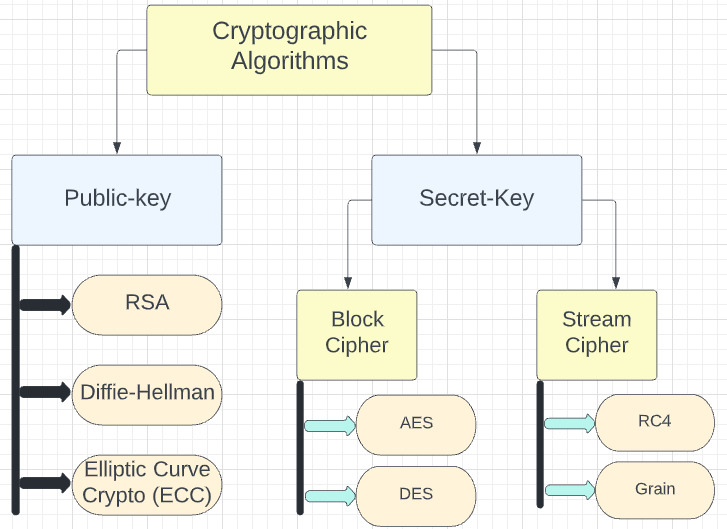 Cryptographic
Algorithms
Public-key
Secret-Key
RSA
Diffie-Hellman
Elliptic Curve
Crypto (ECC)
Block
Cipher
AES
DES
Stream
Cipher
RC4
Grain